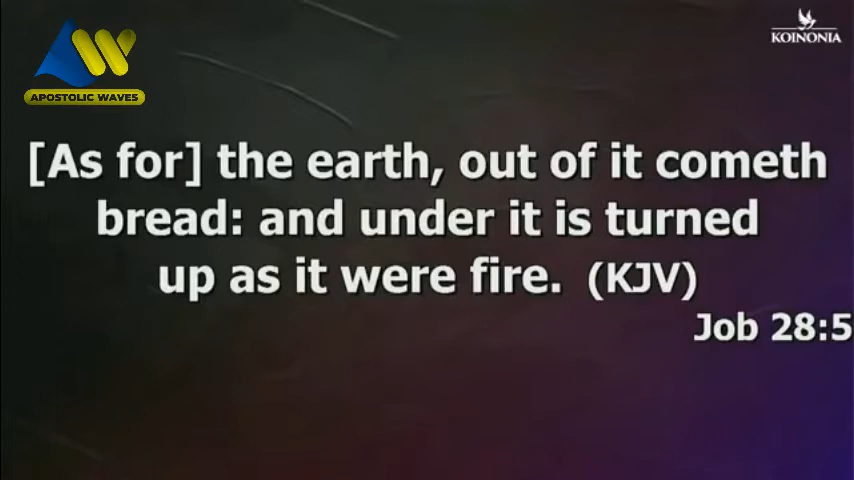 KOINONIA
APOSTOLIC WAVES
[As for] the earth, out of it cometh
bread: and under it is turned
up as it were fire. (KJV)
Job 28:5